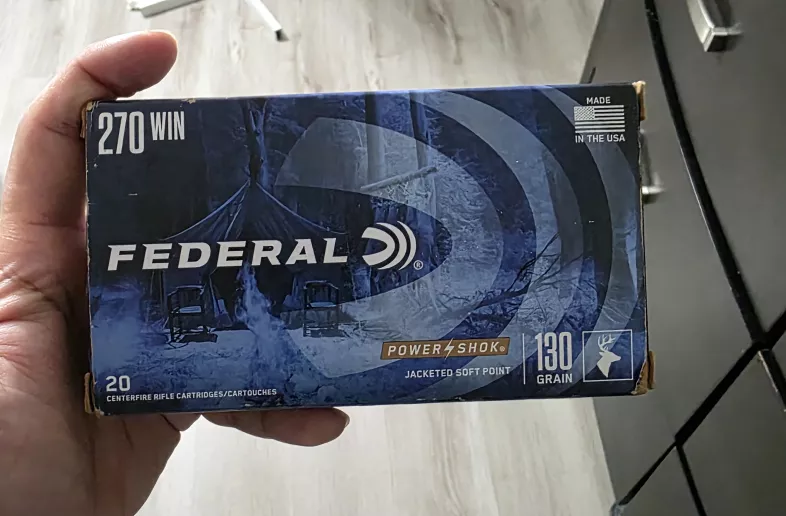 270 WIN
MADE
IN THE USA
FEDERAL®
POWER SHOK®
JACKETED SOFT POINT
130
GRAIN
20
CENTERFIRE RIFLE CARTRIDGES/CARTOUCHES